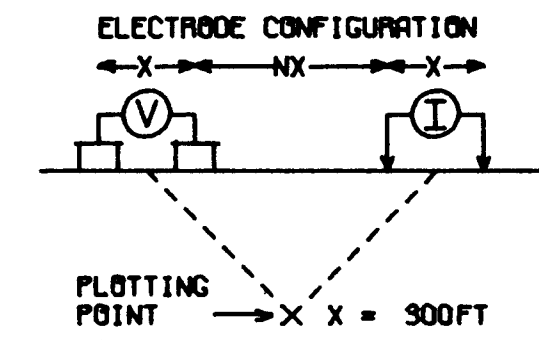 ELECTRODE CONFIGURATION
X NX X
V I
PLOTTING
POINT X X = 300FT